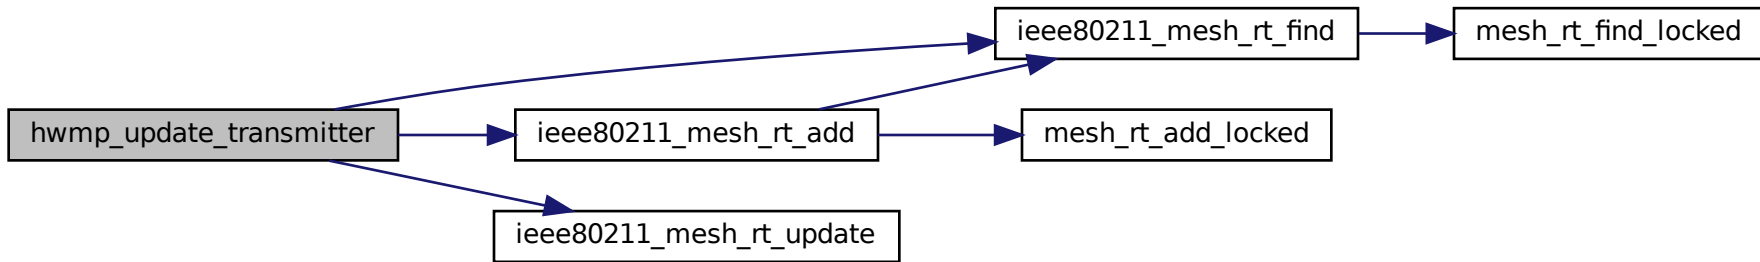 ieee80211_mesh_rt_find
mesh_rt_find_locked
hwmp_update_transmitter
ieee80211_mesh_rt_add
mesh_rt_add_locked
ieee80211_mesh_rt_update